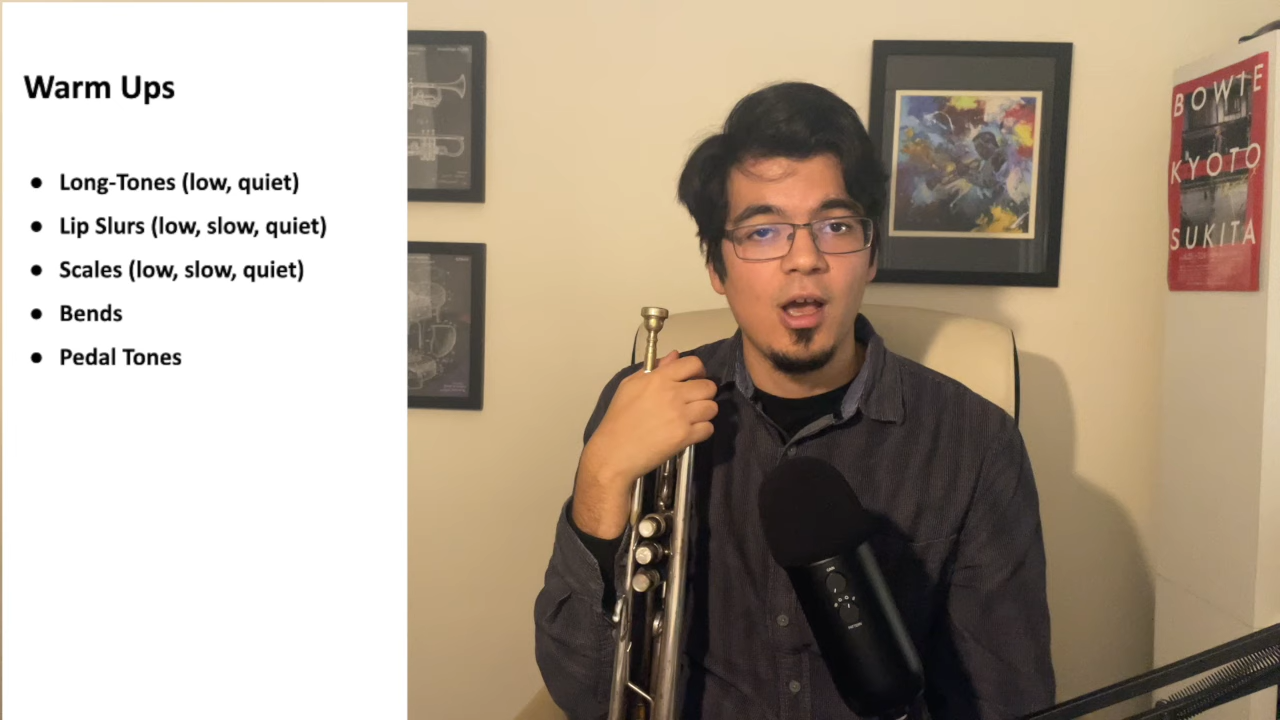 Warm Ups
● Long-Tones (low, quiet)
● Lip Slurs (low, slow, quiet)
● Scales (low, slow, quiet)
● Bends
● Pedal Tones
BOWIE
KYOTO
SUKITA